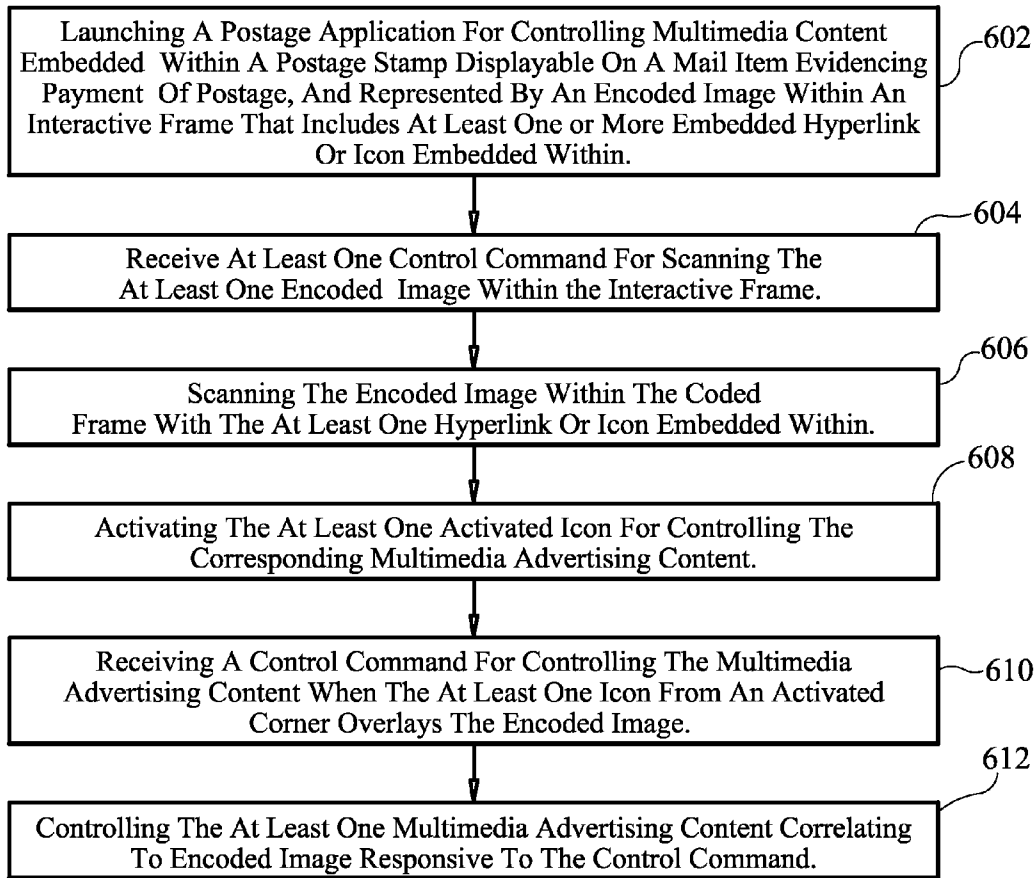 Launching A Postage Application For Controlling Multimedia Content
Embedded Within A Postage Stamp Displayable On A Mail Item Evidencing
Payment Of Postage, And Represented By An Encoded Image Within An
Interactive Frame That Includes At Least One or More Embedded Hyperlink
Or Icon Embedded Within.
602
604
Receive At Least One Control Command For Scanning The
At Least One Encoded Image Within the Interactive Frame.
606
Scanning The Encoded Image Within The Coded
Frame With The At Least One Hyperlink Or Icon Embedded Within.
608
Activating The At Least One Activated Icon For Controlling The
Corresponding Multimedia Advertising Content.
Receiving A Control Command For Controlling The Multimedia
Advertising Content When The At Least One Icon From An Activated
Corner Overlays The Encoded Image.
610
612
Controlling The At Least One Multimedia Advertising Content Correlating
To Encoded Image Responsive To The Control Command.